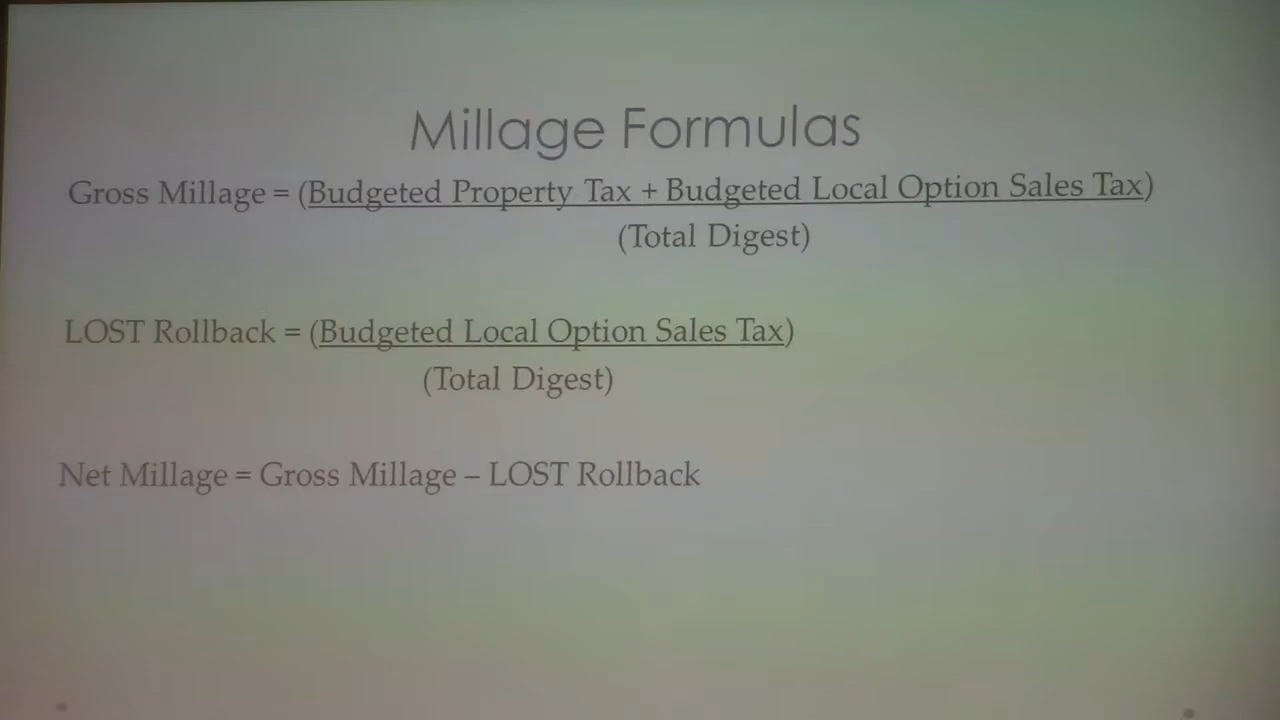 Millage Formulas
Gross Millage = (Budgeted Property Tax + Budgeted Local Option Sales Tax)
(Total Digest)
LOST Rollback = (Budgeted Local Option Sales Tax)
(Total Digest)
Net Millage = Gross Millage – LOST Rollback